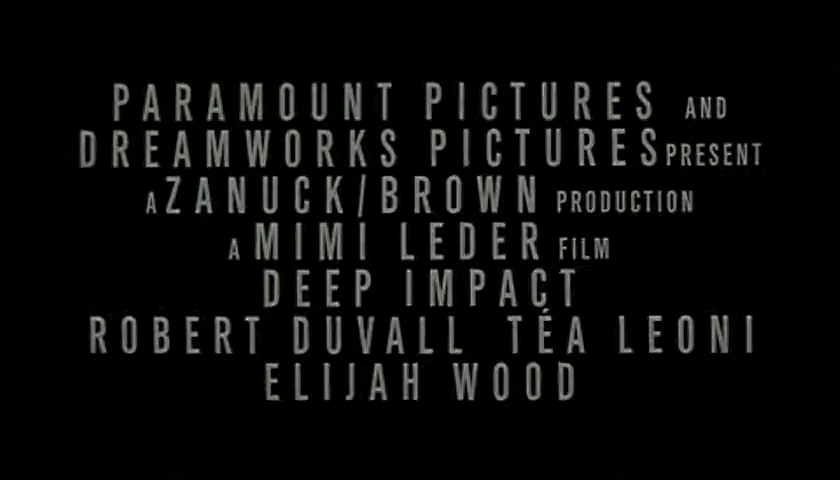 PARAMOUNT PICTURES AND
DREAMWORKS PICTURES PRESENT
A ZANUCK/BROWN PRODUCTION
A MIMI LEDER FILM
DEEP IMPACT
ROBERT DUVALL TÉA LEONI
ELIJAH WOOD